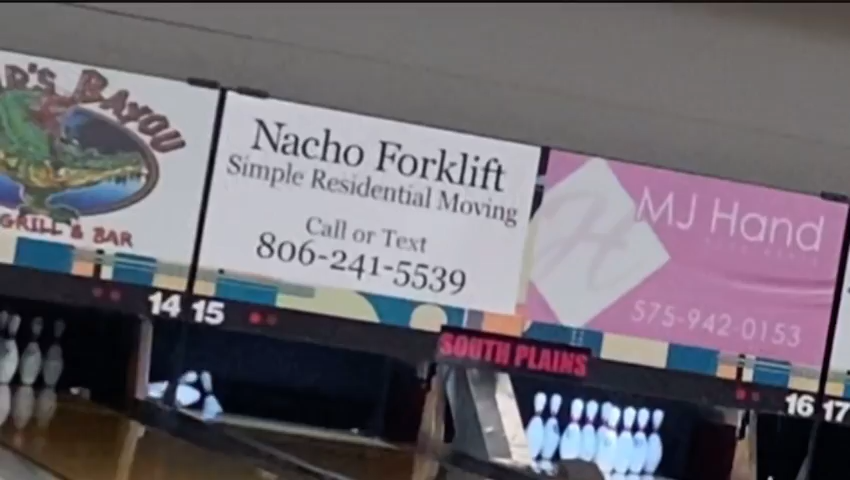 R'S BAYOU
GRILL & BAR
Nacho Forklift
Simple Residential Moving
Call or Text
806-241-5539
MJ Hand
575-942-0153
14 15
SOUTH PLAINS
16 17